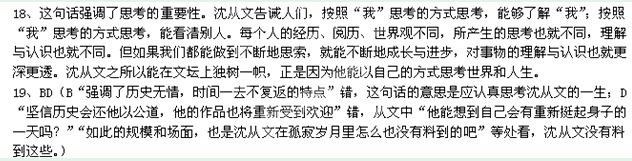 18、这句话强调了思考的重要性。沈从文告诫人们，按照“我”思考的方式思考，能够了解“我”；按照
“我”思考的方式思考，能看清别人。每个人的经历、阅历、世界观不同，所产生的思考也就不同，理解
与认识也就不同。但如果我们都能做到不断地思索，就能不断地成长与进步，对事物的理解与认识也就更
深更透。沈从文之所以能在文坛上独树一帜，正是因为他能以自己的方式思考世界和人生。
19、BD（B“强调了历史无情，时间一去不复返的特点”错，这句话的意思是应认真思考沈从文的一生；D
“坚信历史会还他以公道，他的作品也将重新受到欢迎”错，从文中“他能想到自己会有重新挺起身子的
一天吗？”“如此的规模和场面，也是沈从文在孤寂岁月里怎么也没有料到的吧”等处看，沈从文没有料
到这些。）